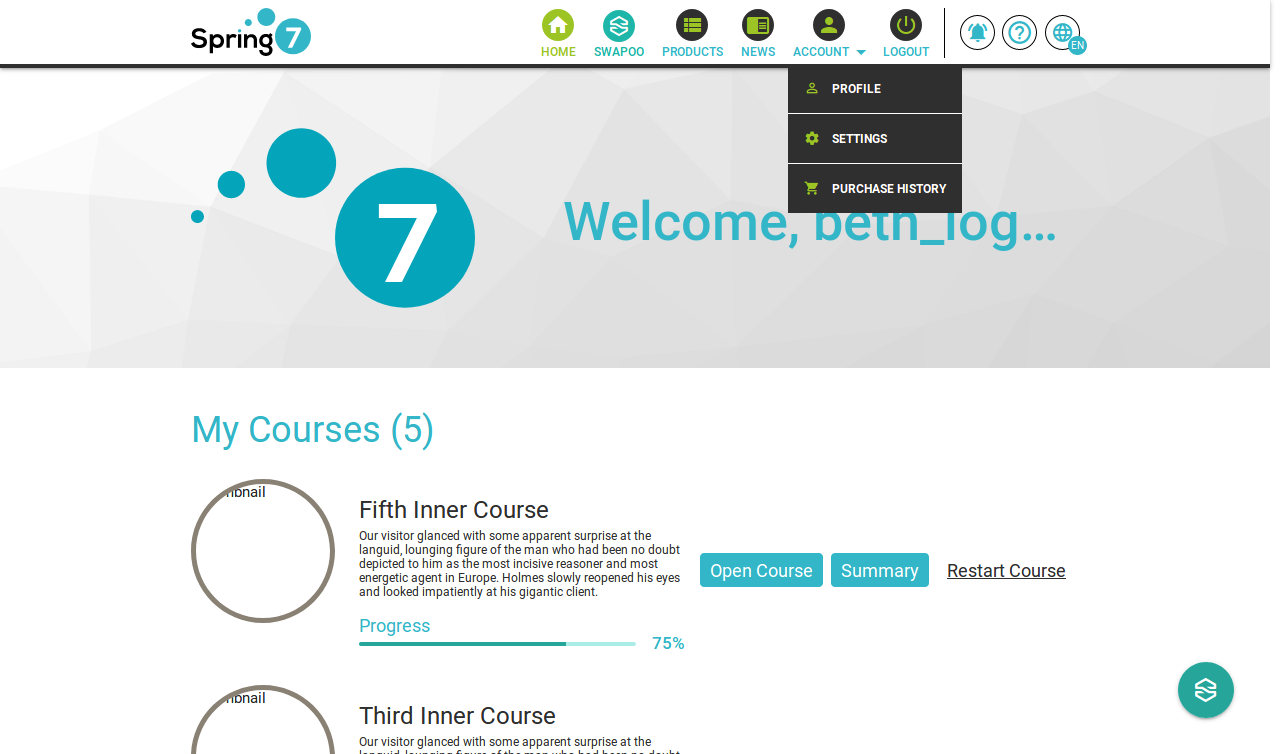 Spring 7
HOME
SWAPOO
PRODUCTS
NEWS
ACCOUNT
LOGOUT
EN
PROFILE
SETTINGS
PURCHASE HISTORY
7
Welcome, beth_log...
My Courses (5)
Fifth Inner Course
Our visitor glanced with some apparent surprise at the
languid, lounging figure of the man who had been no doubt
depicted to him as the most incisive reasoner and most
energetic agent in Europe. Holmes slowly reopened his eyes
and looked impatiently at his gigantic client.
Open Course
Summary
Restart Course
Progress
75%
Third Inner Course
Our visitor glanced with some apparent surprise at the